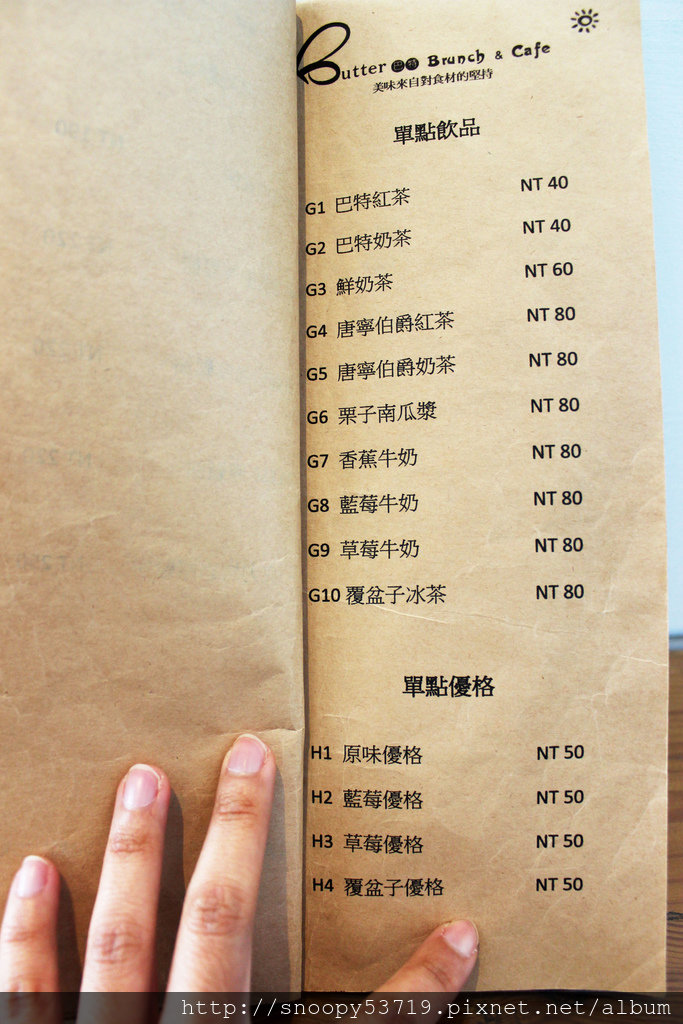 Butter 巴特 Brunch & Cafe
美味來自對食材的堅持
單點飲品
G1 巴特紅茶 NT 40
G2 巴特奶茶 NT 40
G3 鮮奶茶 NT 60
G4 唐寧伯爵紅茶 NT 80
G5 唐寧伯爵奶茶 NT 80
G6 栗子南瓜漿 NT 80
G7 香蕉牛奶 NT 80
G8 藍莓牛奶 NT 80
G9 草莓牛奶 NT 80
G10 覆盆子冰茶 NT 80
單點優格
H1 原味優格 NT 50
H2 藍莓優格 NT 50
H3 草莓優格 NT 50
H4 覆盆子優格 NT 50
http://snoopy53719.pixnet.net/album